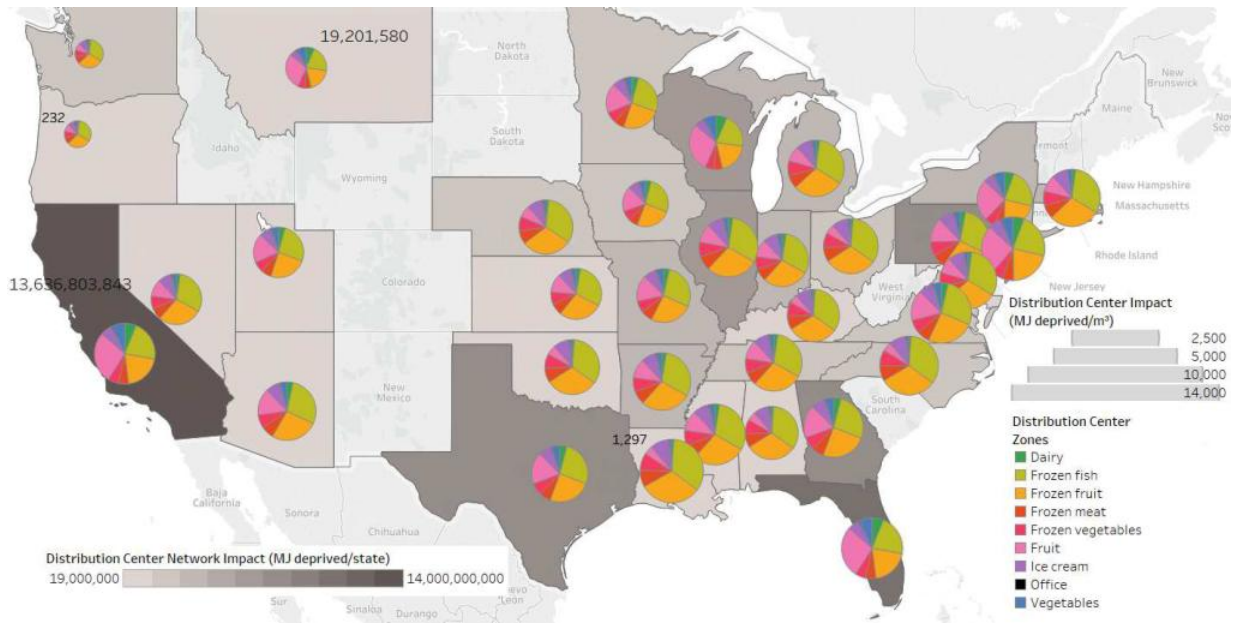 19,201,580
North
Dakota
New
Brunswick
Maine
232
South
Dakota
Idaho
Wyoming
New Hampshire
Massachusetts
Rhode Island
New Jersey
Colorado
West
Virginia
13,636,803,843
Distribution Center Impact
(MJ deprived/m³)
2,500
5,000
10,000
14,000
New
Mexico
South
Carolina
1,297
Distribution Center
Zones
Dairy
Frozen fish
Frozen fruit
Frozen meat
Frozen vegetables
Fruit
Ice cream
Office
Vegetables
Baja
California
Sonora
Chihuahua
Distribution Center Network Impact (MJ deprived/state)
19,000,000
14,000,000,000
Sur
Sinaloa
Durango
León